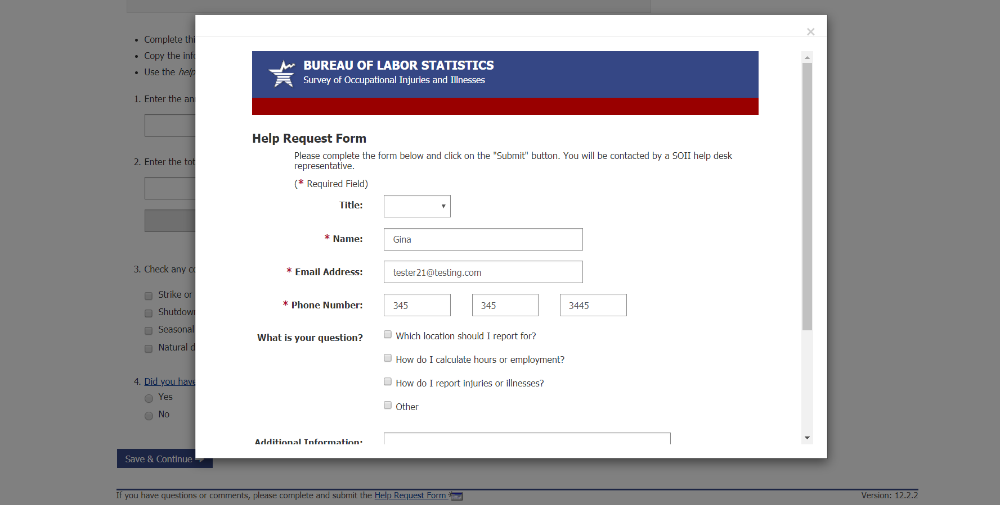 ×
BUREAU OF LABOR STATISTICS
Survey of Occupational Injuries and Illnesses
Help Request Form
Please complete the form below and click on the "Submit" button. You will be contacted by a SOII help desk
representative.
(* Required Field)
Title:
* Name: Gina
* Email Address: tester21@testing.com
* Phone Number: 345 345 3445
What is your question? Which location should I report for?
How do I calculate hours or employment?
How do I report injuries or illnesses?
Other
Additional Information:
• Complete
• Copy the
• Use the help
1. Enter the
2. Enter the
3. Check any
Strike or
Seasonal
Natural
4. Did you have
Yes
No
Save & Continue
If you have questions or comments, please complete and submit the Help Request Form
Version: 12.2.2